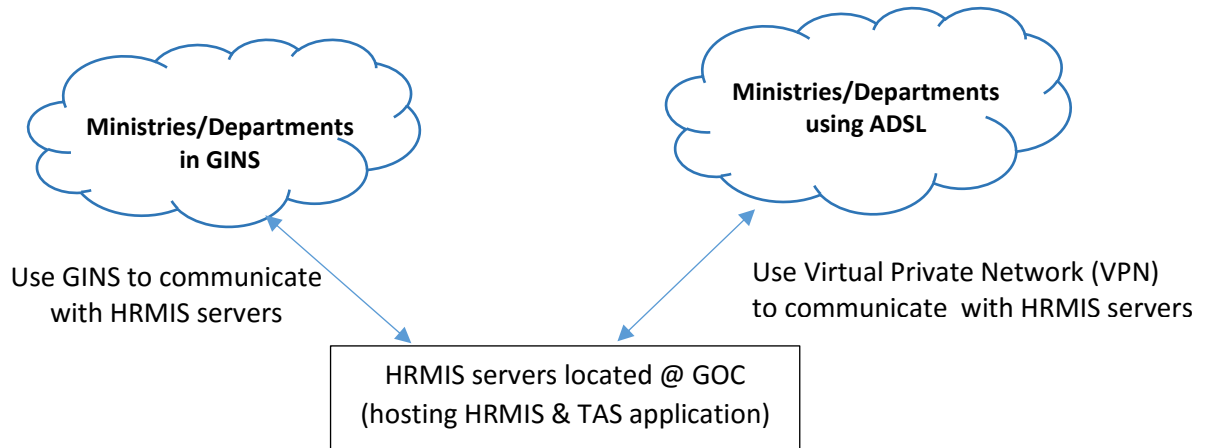 Ministries/Departments
in GINS
Ministries/Departments
using ADSL
Use GINS to communicate
with HRMIS servers
Use Virtual Private Network (VPN)
to communicate with HRMIS servers
HRMIS servers located @ GOC
(hosting HRMIS & TAS application)